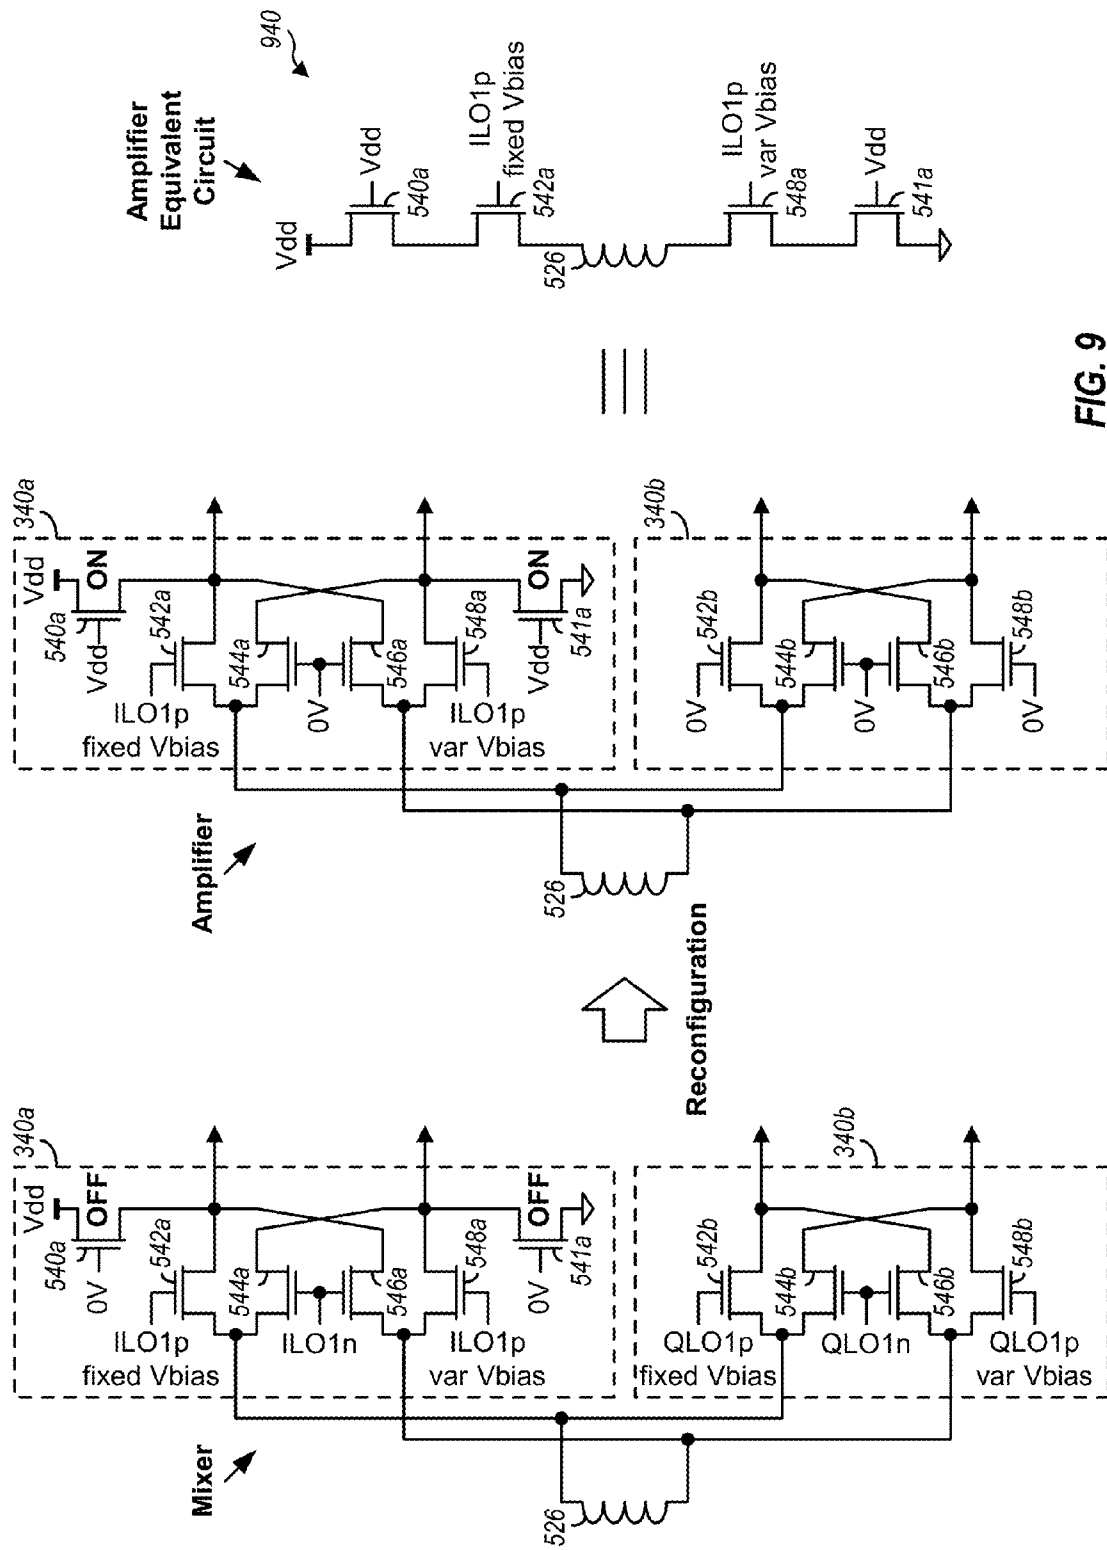 Mixer
340a
Vdd
540a
OFF
0V
542a
ILO1p
fixed Vbias
544a
ILO1n
546a
548a
ILO1p
var Vbias
0V
OFF
541a
526
340b
542b
QLO1p
fixed Vbias
544b
QLO1n
546b
548b
QLO1p
var Vbias
Reconfiguration
Amplifier
340a
Vdd
540a
ON
Vdd
542a
ILO1p
fixed Vbias
544a
0V
546a
548a
ILO1p
var Vbias
Vdd
ON
541a
526
340b
0V
542b
544b
0V
546b
548b
0V
Amplifier
Equivalent
Circuit
940
Vdd
Vdd
540a
ILO1p
fixed Vbias
542a
526
ILO1p
var Vbias
548a
Vdd
541a
FIG. 9